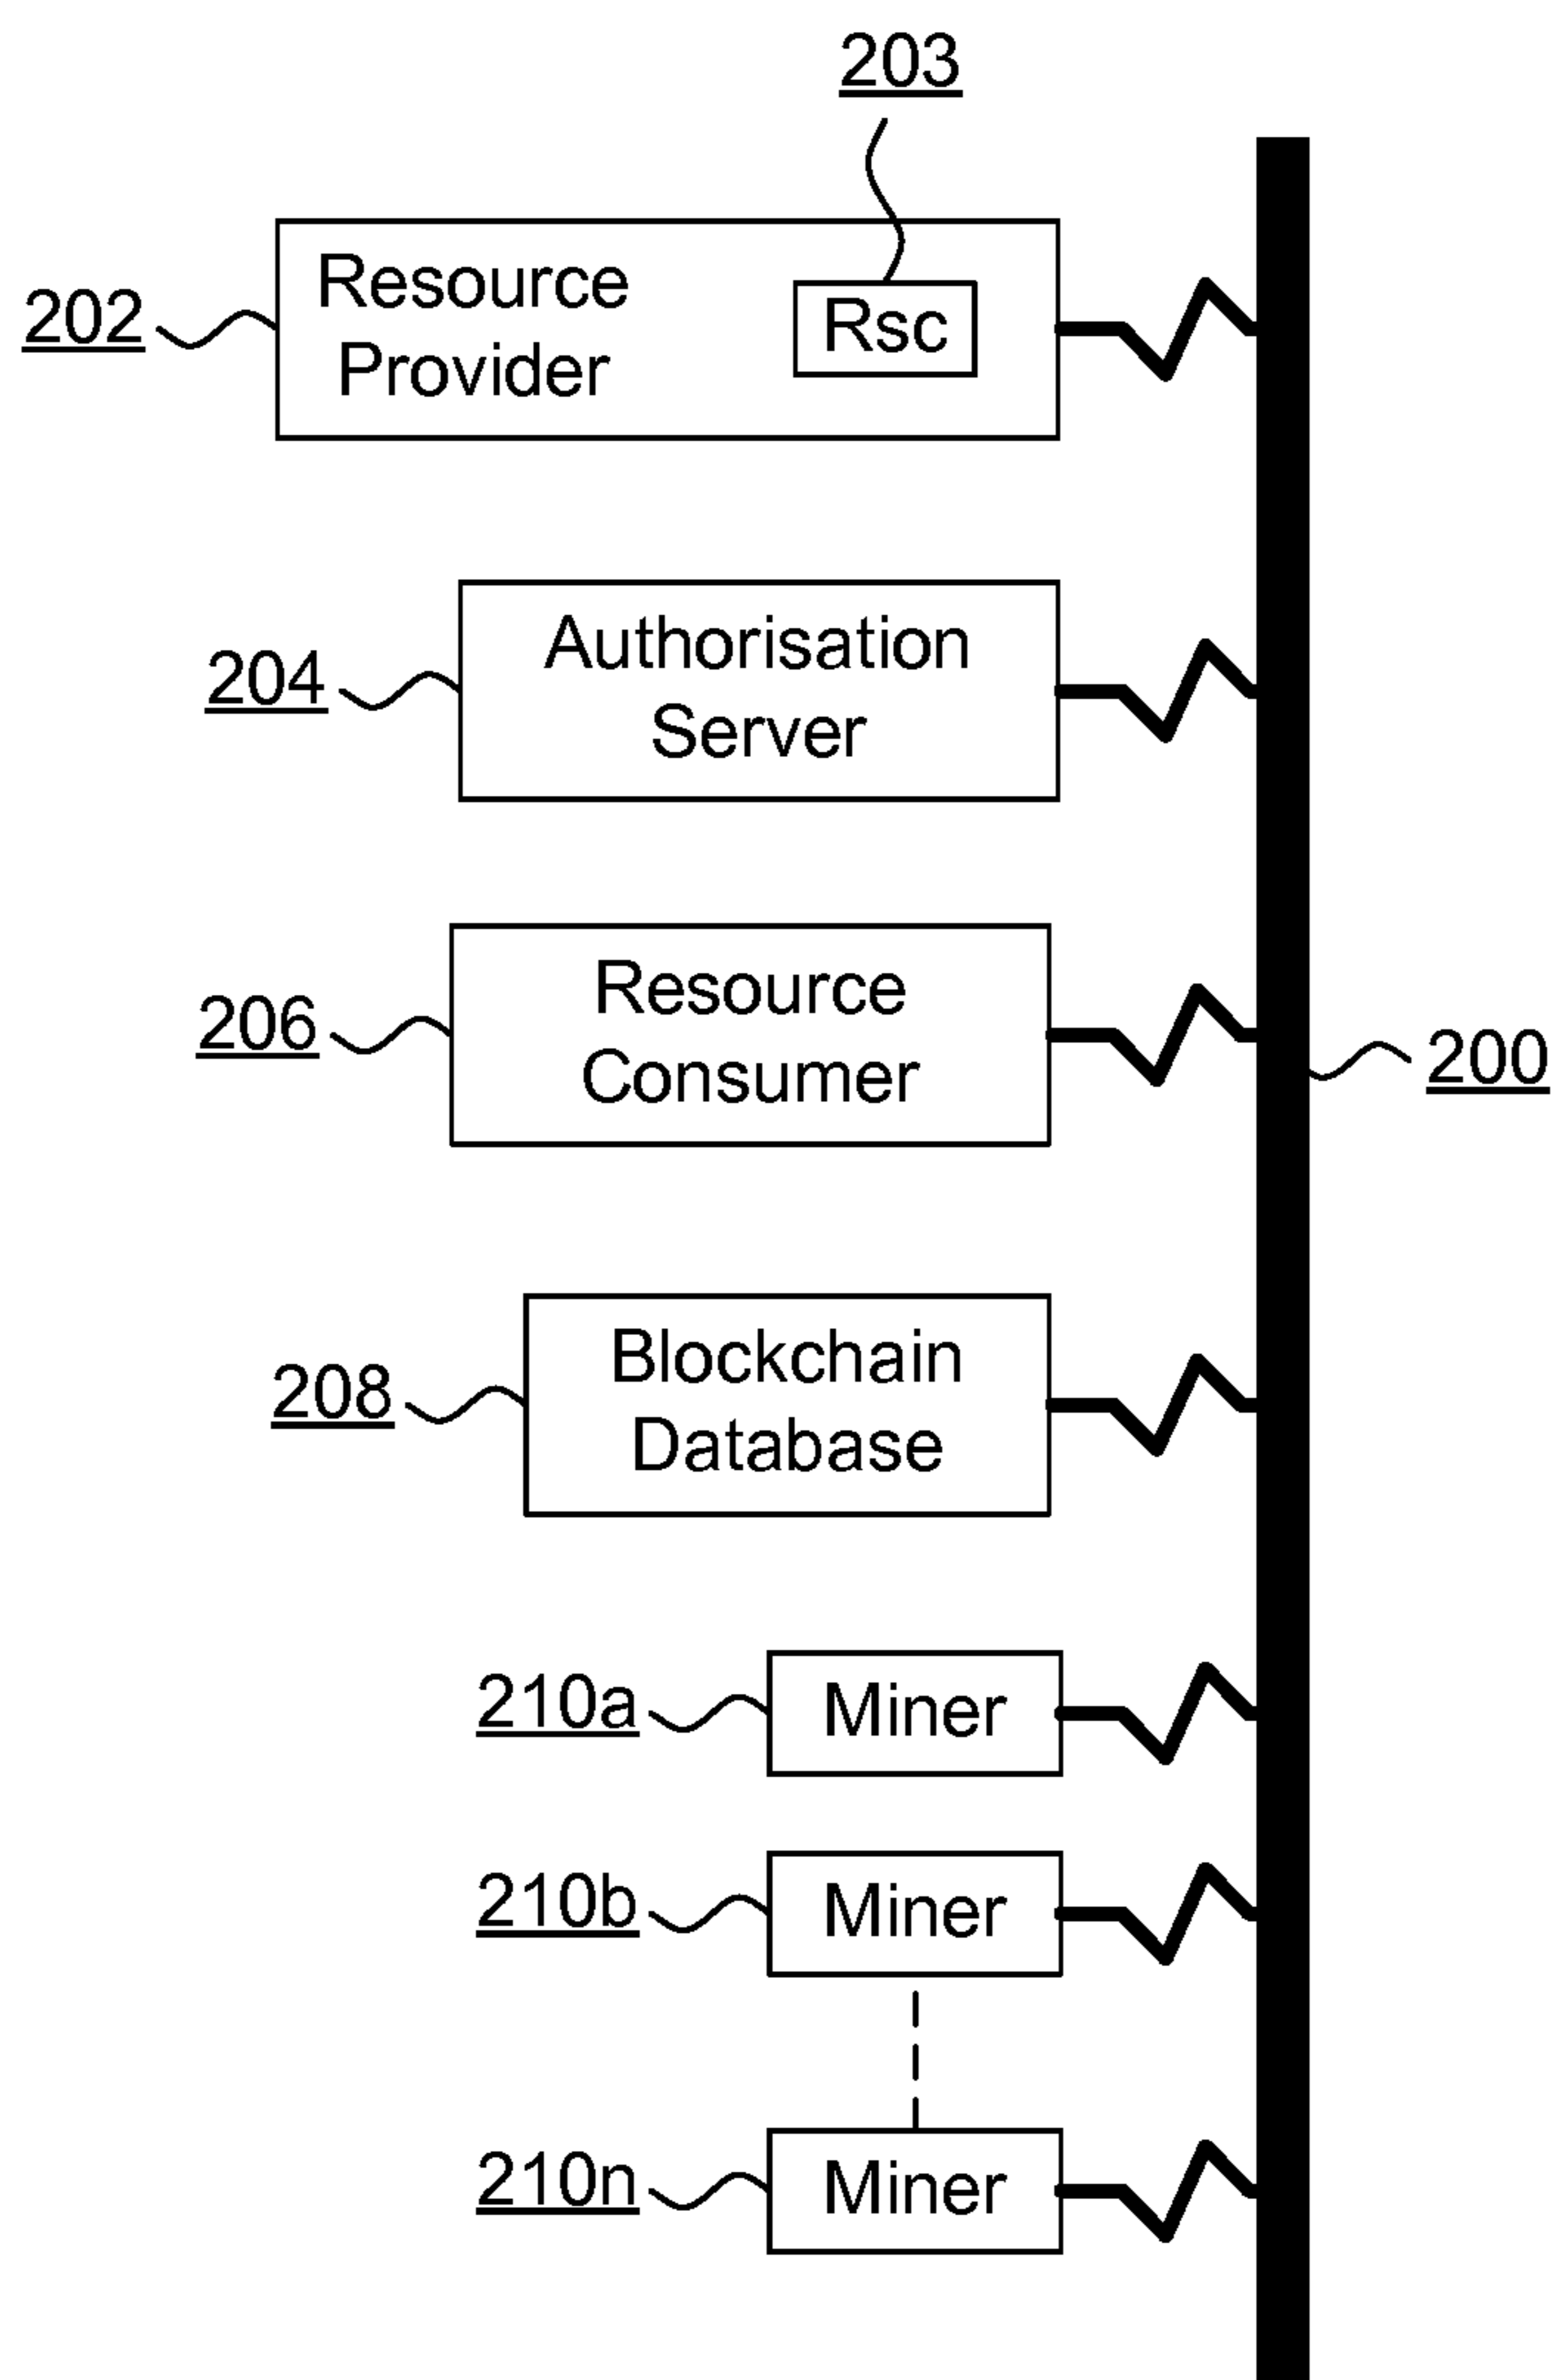 203
202
Resource
Provider
Rsc
204
Authorisation
Server
206
Resource
Consumer
200
208
Blockchain
Database
210a
Miner
210b
Miner
210n
Miner